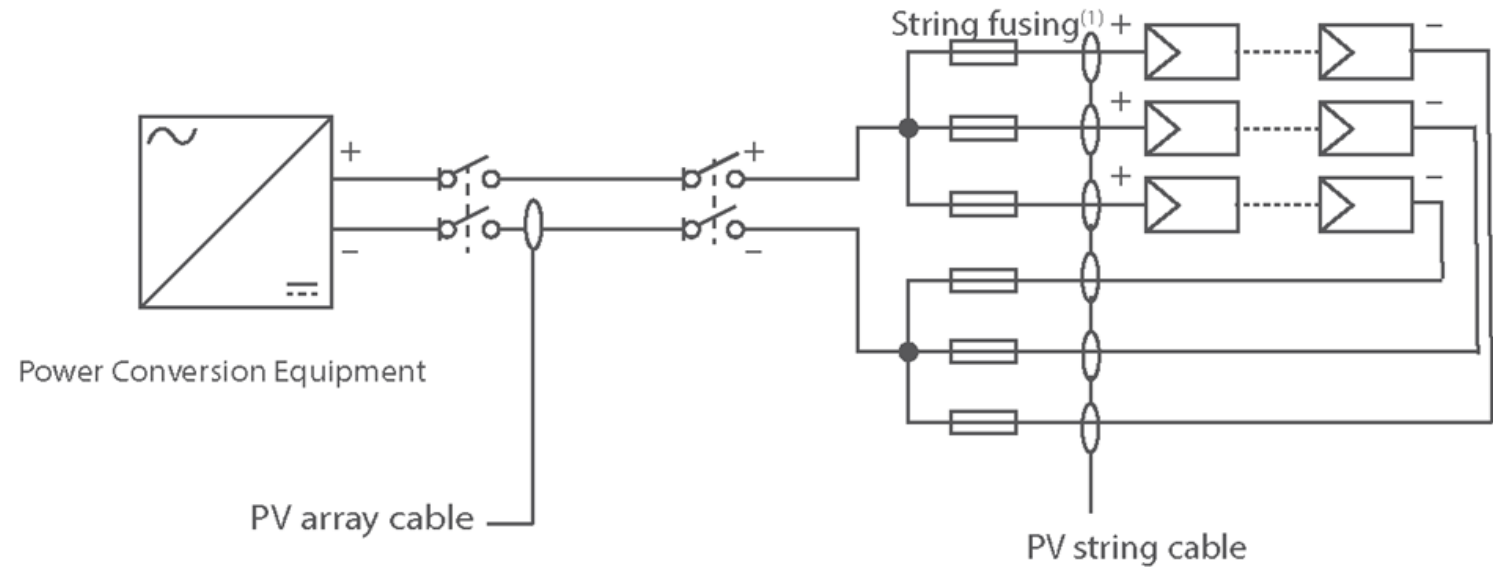 String fusing(1) + −
+ −
+ +
+ −
− −
Power Conversion Equipment
PV array cable
PV string cable